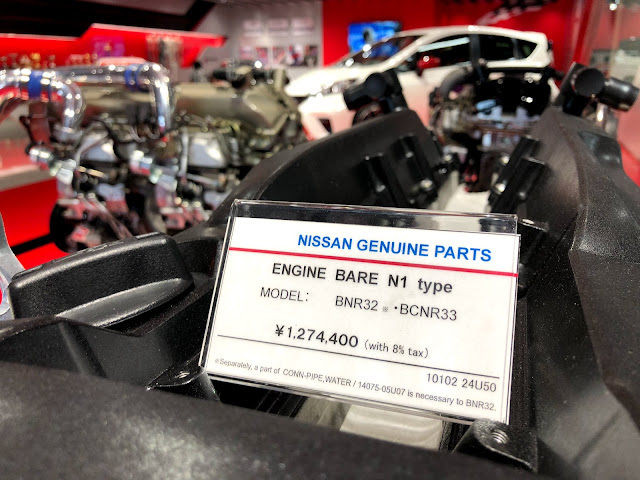 NISSAN GENUINE PARTS
ENGINE BARE N1 type
MODEL: BNR32 ※・BCNR33
¥1,274,400 (with 8% tax)
10102 24U50
※Separately, a part of CONN-PIPE,WATER / 14075-05U07 is necessary to BNR32.